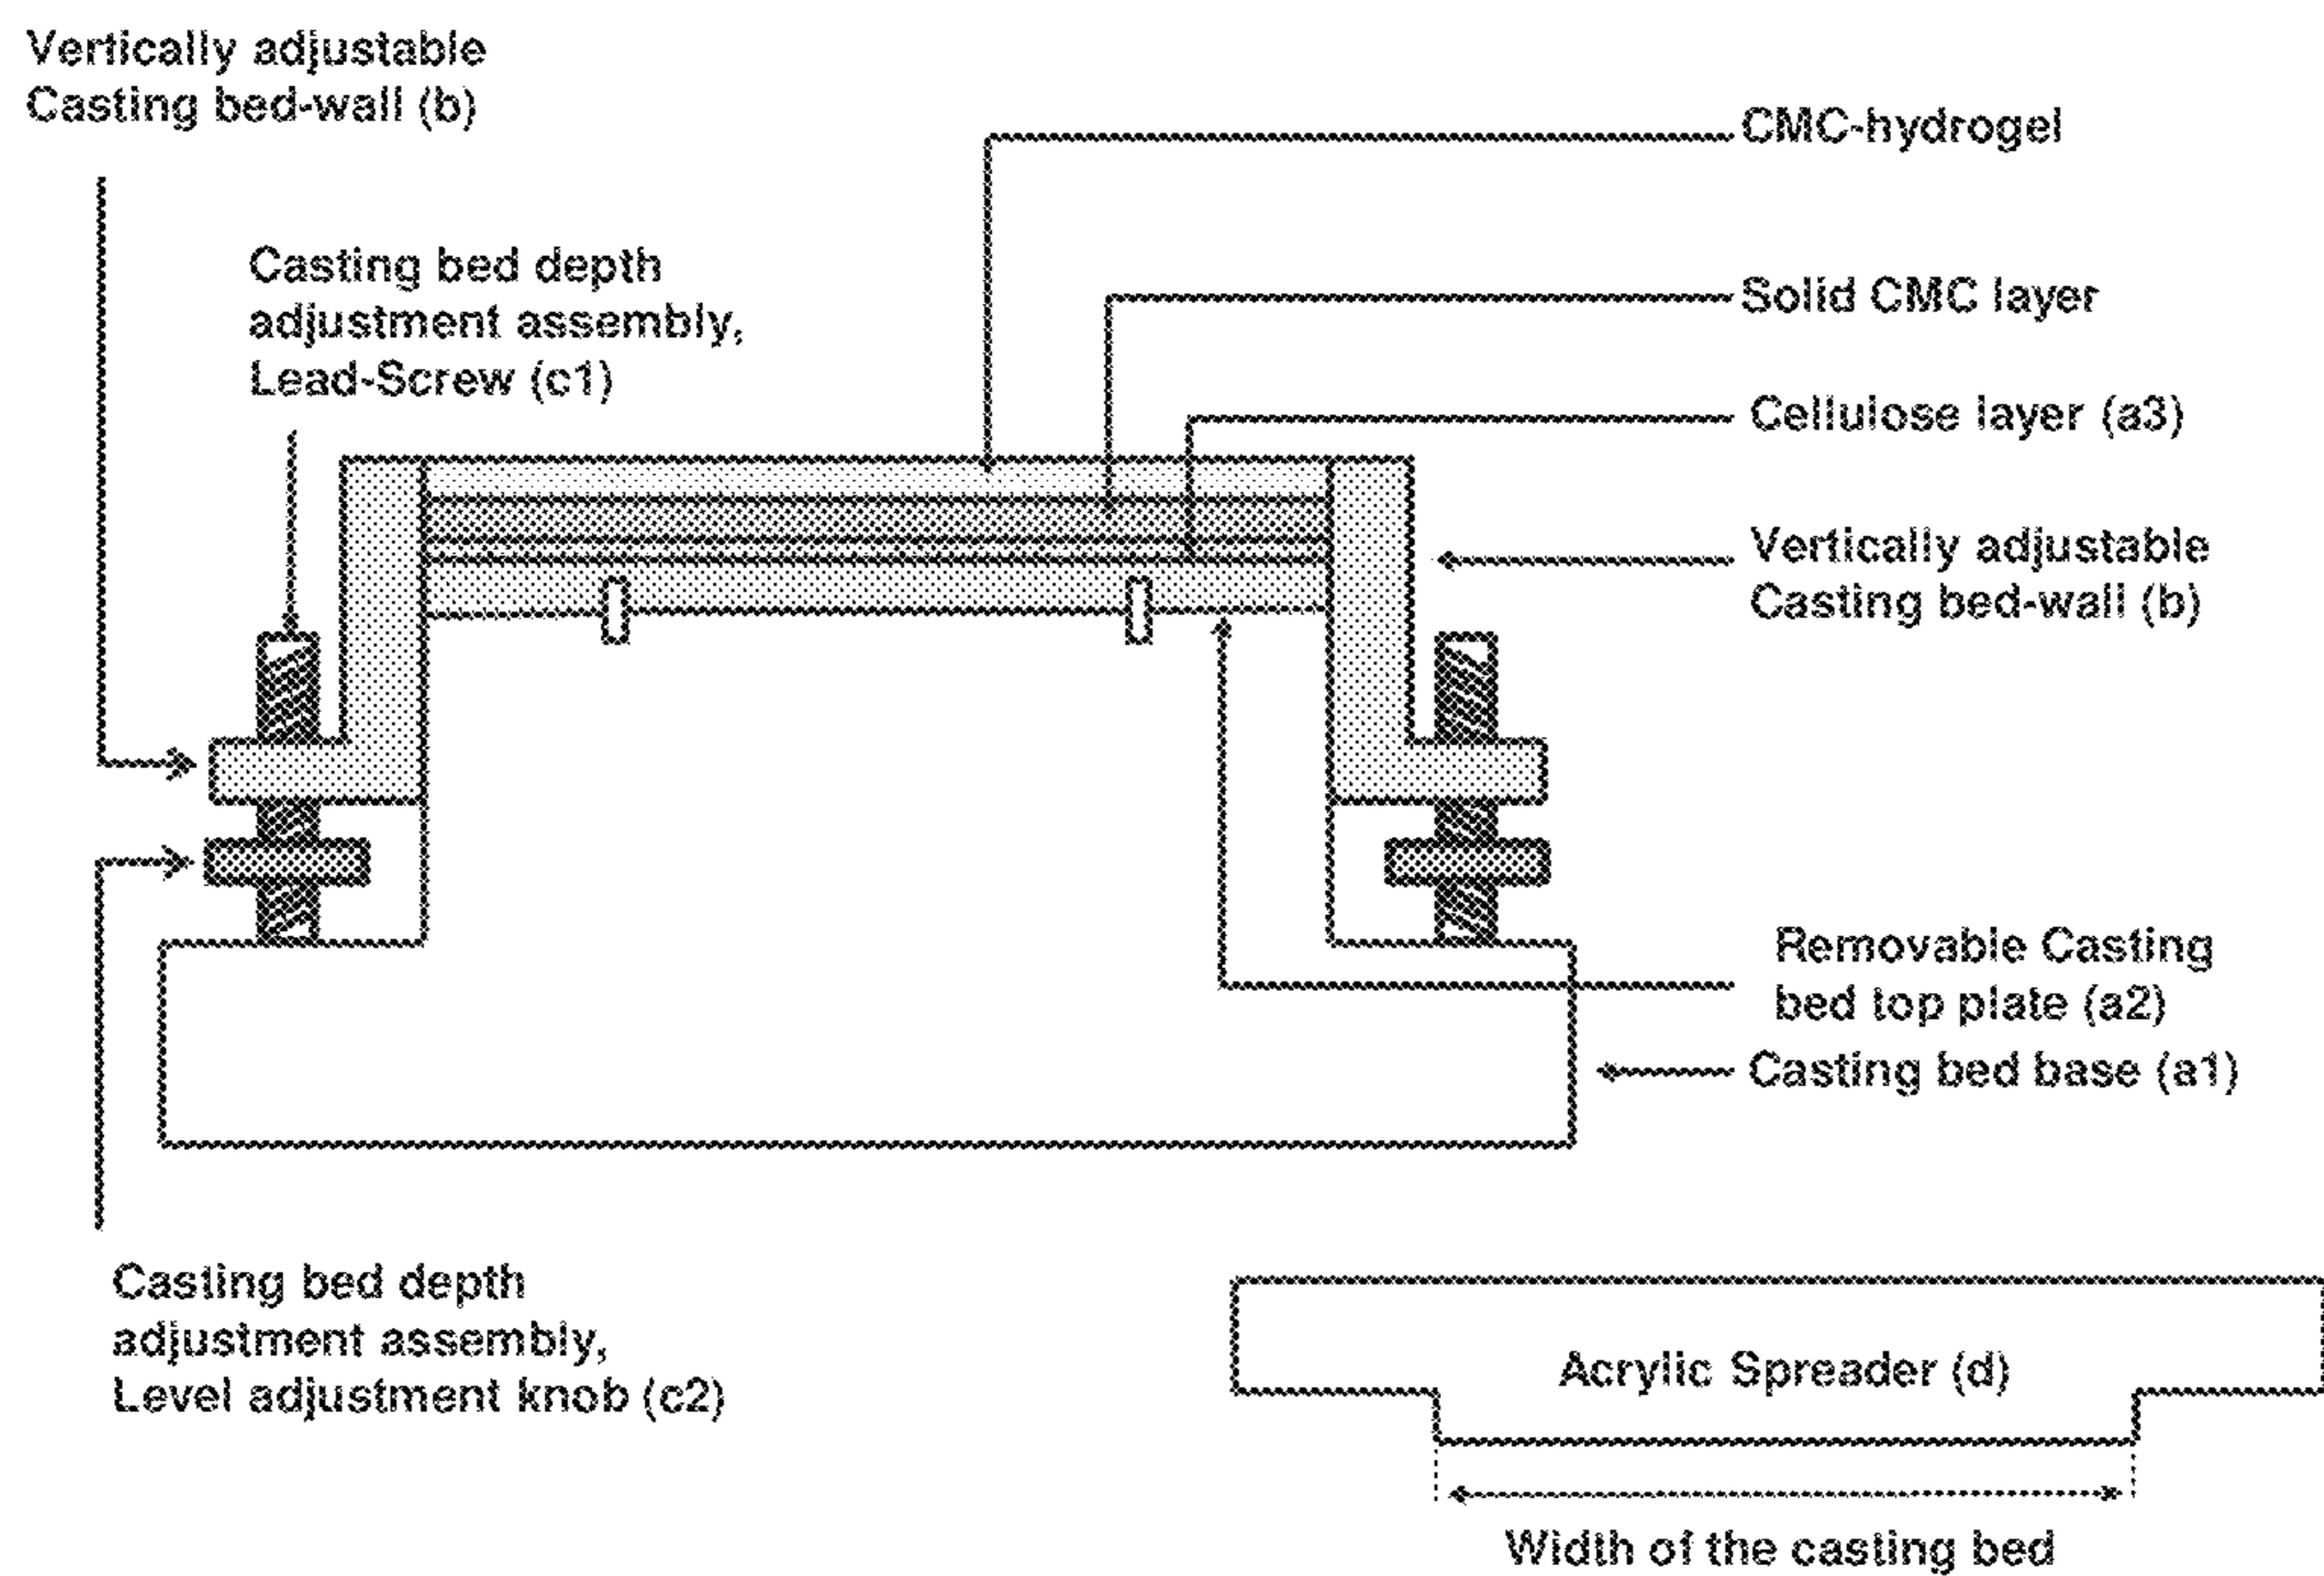 Vertically adjustable
Casting bed-wall (b)
CMC-hydrogel
Casting bed depth
adjustment assembly,
Lead-Screw (c1)
Solid CMC layer
Cellulose layer (a3)
Vertically adjustable
Casting bed-wall (b)
Removable Casting
bed top plate (a2)
Casting bed base (a1)
Casting bed depth
adjustment assembly,
Level adjustment knob (c2)
Acrylic Spreader (d)
Width of the casting bed